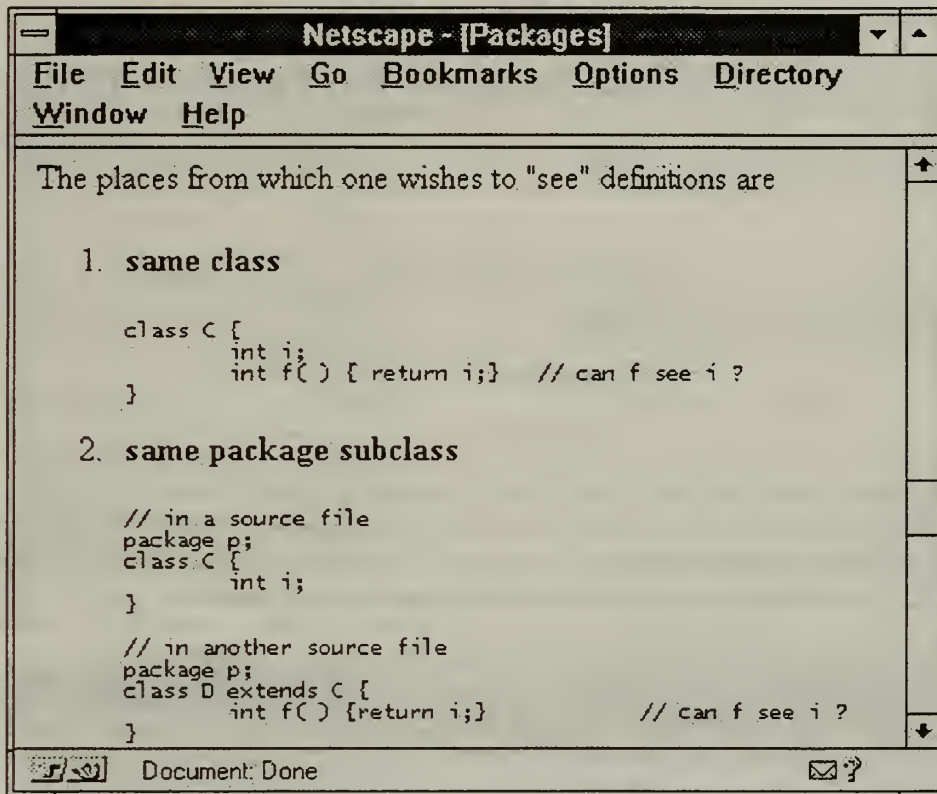 Netscape - [Packages]
File Edit View Go Bookmarks Options Directory
Window Help
The places from which one wishes to "see" definitions are
1. same class
class C {
int i;
int f( ) { return i;} // can f see i ?
}
2. same package subclass
// in a source file
package p;
class C {
int i;
}
// in another source file
package p;
class D extends C {
int f( ) {return i;} // can f see i ?
}
Document: Done
?